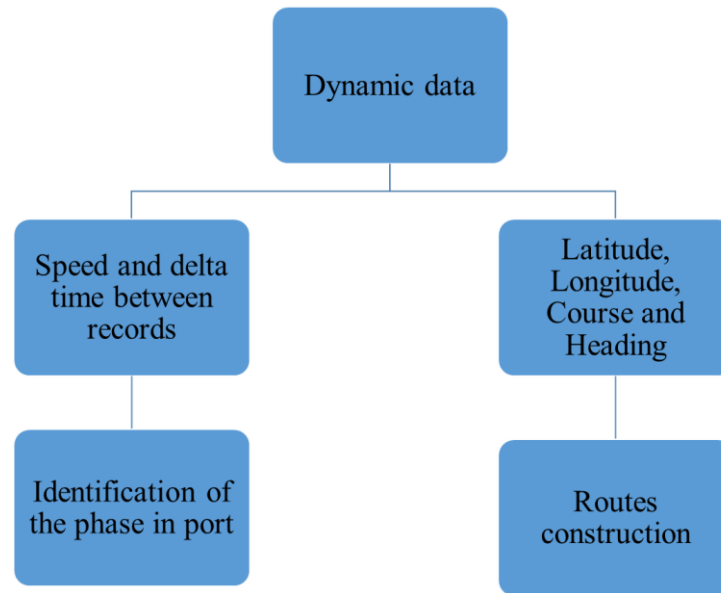 Dynamic data
Speed and delta
time between
records
Latitude,
Longitude,
Course and
Heading
Identification of
the phase in port
Routes
construction